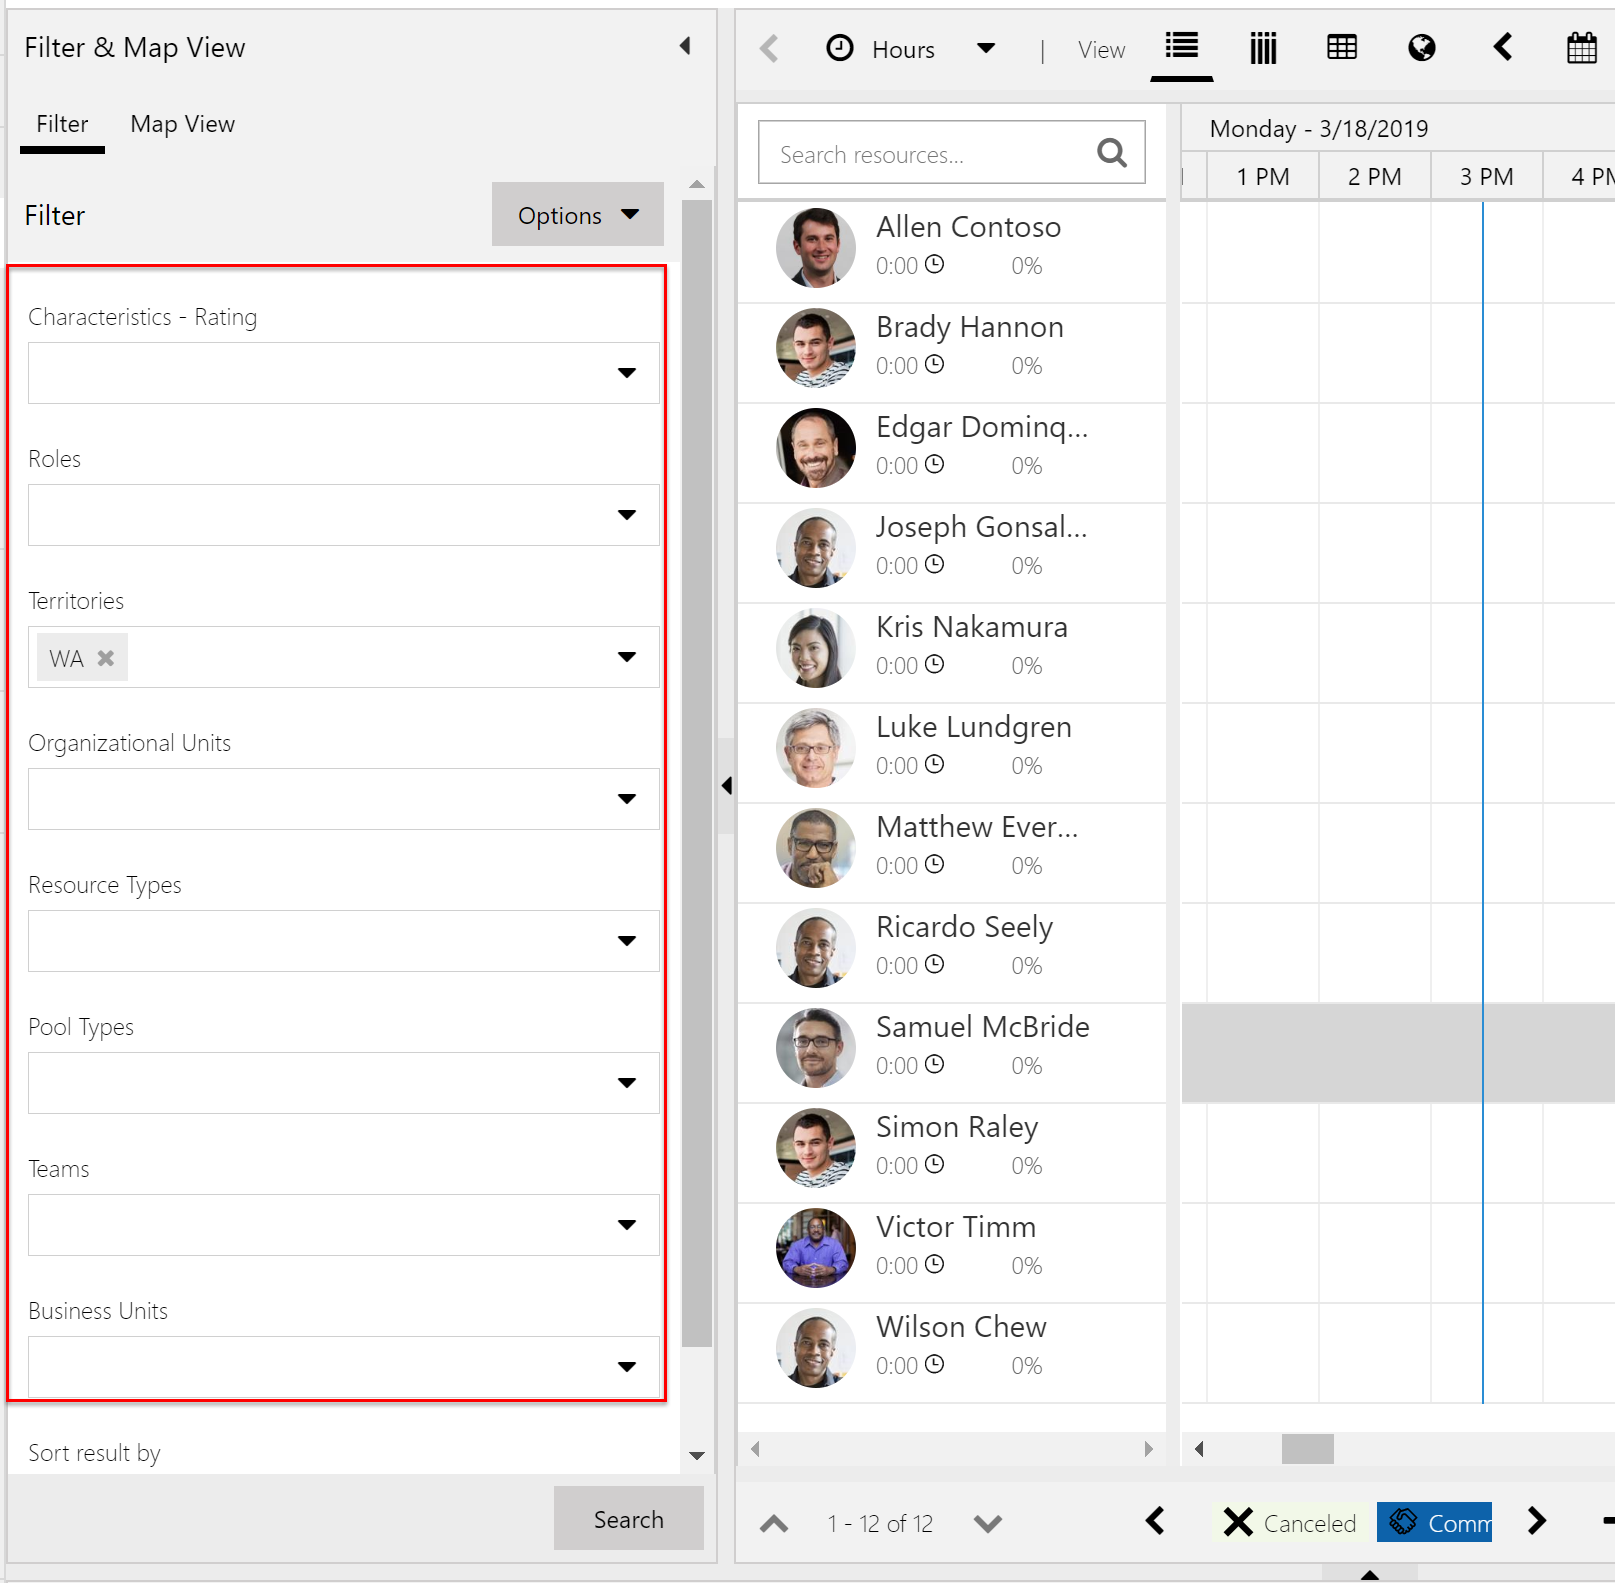 Filter & Map View
Filter
Map View
Filter
Options
Characteristics - Rating
Roles
Territories
WA
Organizational Units
Resource Types
Pool Types
Teams
Business Units
Sort result by
Search
Hours
|
View
Search resources...
Monday - 3/18/2019
1 PM
2 PM
3 PM
4 PM
Allen Contoso
0:00
0%
Brady Hannon
0:00
0%
Edgar Dominq...
0:00
0%
Joseph Gonsal...
0:00
0%
Kris Nakamura
0:00
0%
Luke Lundgren
0:00
0%
Matthew Ever...
0:00
0%
Ricardo Seely
0:00
0%
Samuel McBride
0:00
0%
Simon Raley
0:00
0%
Victor Timm
0:00
0%
Wilson Chew
0:00
0%
1 - 12 of 12
Canceled
Comm